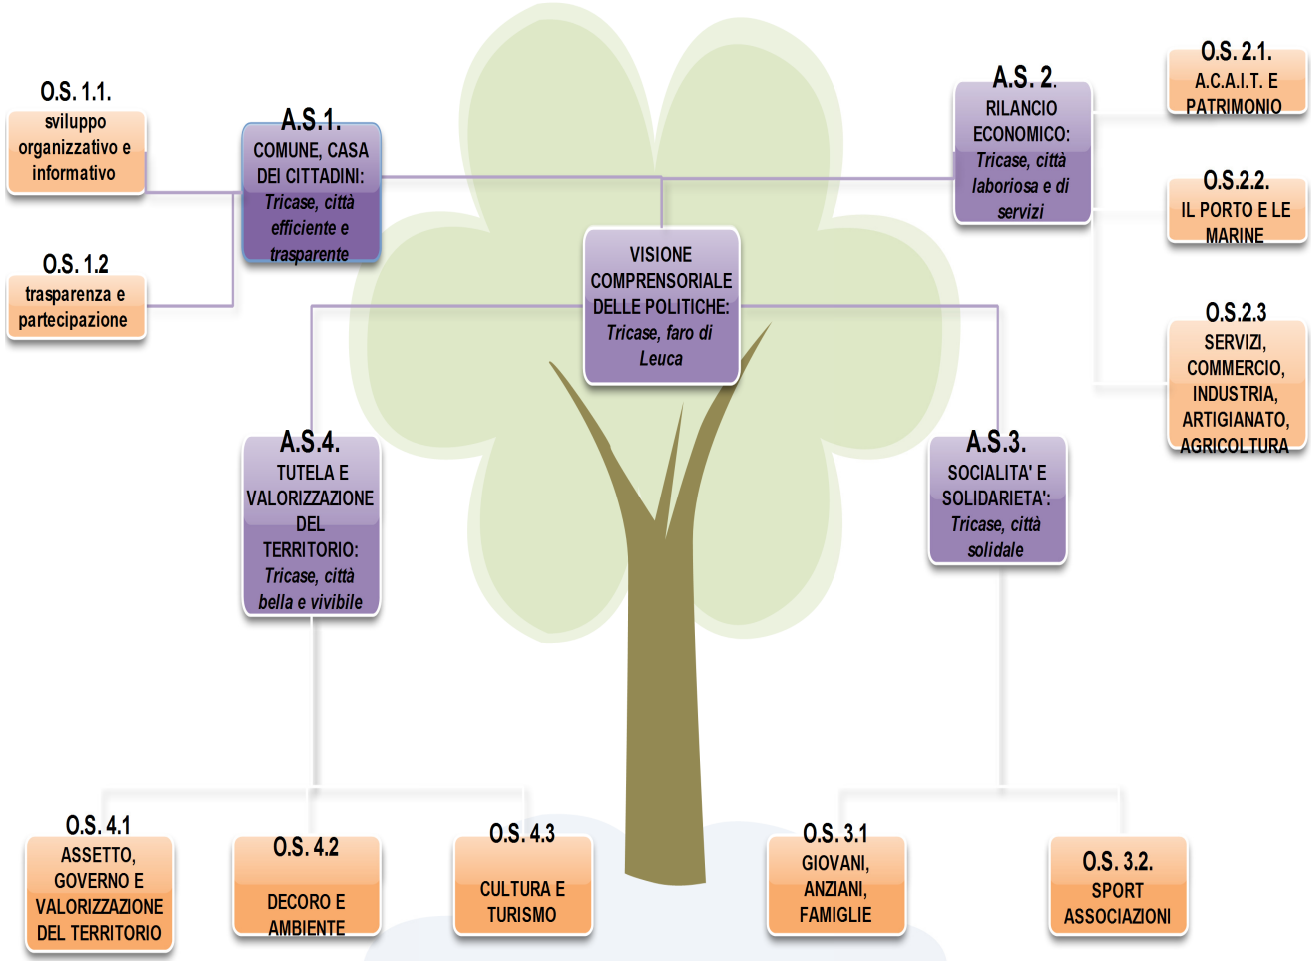 O.S. 1.1.
sviluppo
organizzativo e
informativo
O.S. 1.2
trasparenza e
partecipazione
A.S.1.
COMUNE, CASA
DEI CITTADINI:
Tricase, città
efficiente e
trasparente
VISIONE
COMPRENSORIALE
DELLE POLITICHE:
Tricase, faro di
Leuca
A.S. 2.
RILANCIO
ECONOMICO:
Tricase, città
laboriosa e di
servizi
O.S. 2.1.
A.C.A.I.T. E
PATRIMONIO
O.S.2.2.
IL PORTO E LE
MARINE
O.S.2.3
SERVIZI,
COMMERCIO,
INDUSTRIA,
ARTIGIANATO,
AGRICOLTURA
A.S.4.
TUTELA E
VALORIZZAZIONE
DEL
TERRITORIO:
Tricase, città
bella e vivibile
A.S.3.
SOCIALITA' E
SOLIDARIETA':
Tricase, città
solidale
O.S. 4.1
ASSETTO,
GOVERNO E
VALORIZZAZIONE
DEL TERRITORIO
O.S. 4.2
DECORO E
AMBIENTE
O.S. 4.3
CULTURA E
TURISMO
O.S. 3.1
GIOVANI,
ANZIANI,
FAMIGLIE
O.S. 3.2.
SPORT
ASSOCIAZIONI